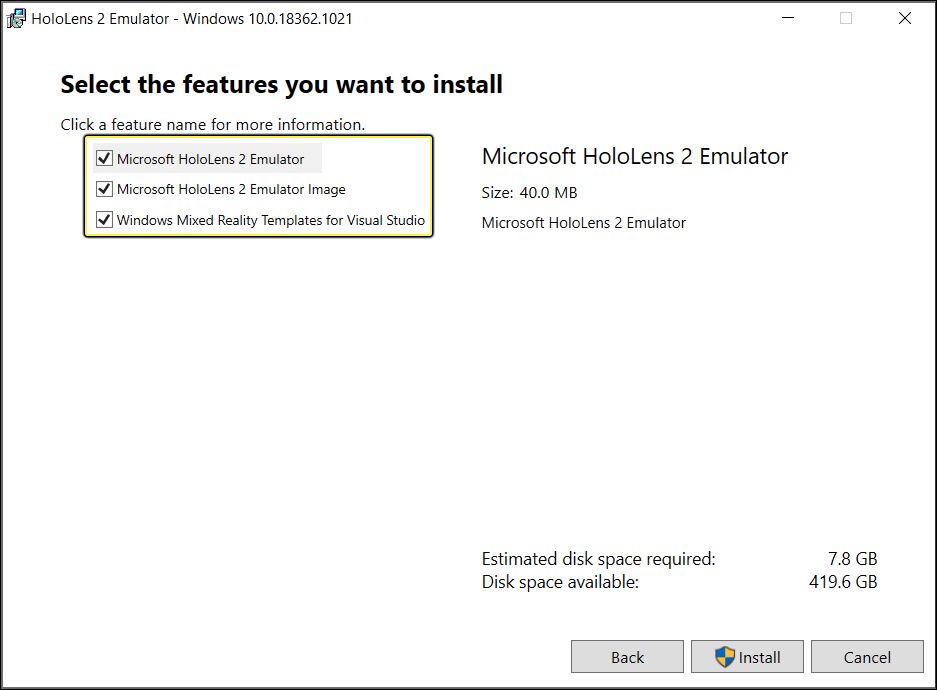 HoloLens 2 Emulator - Windows 10.0.18362.1021
Select the features you want to install
Click a feature name for more information.
Microsoft HoloLens 2 Emulator
Microsoft HoloLens 2 Emulator Image
Windows Mixed Reality Templates for Visual Studio
Microsoft HoloLens 2 Emulator
Size: 40.0 MB
Microsoft HoloLens 2 Emulator
Estimated disk space required: 7.8 GB
Disk space available: 419.6 GB
Back Install Cancel